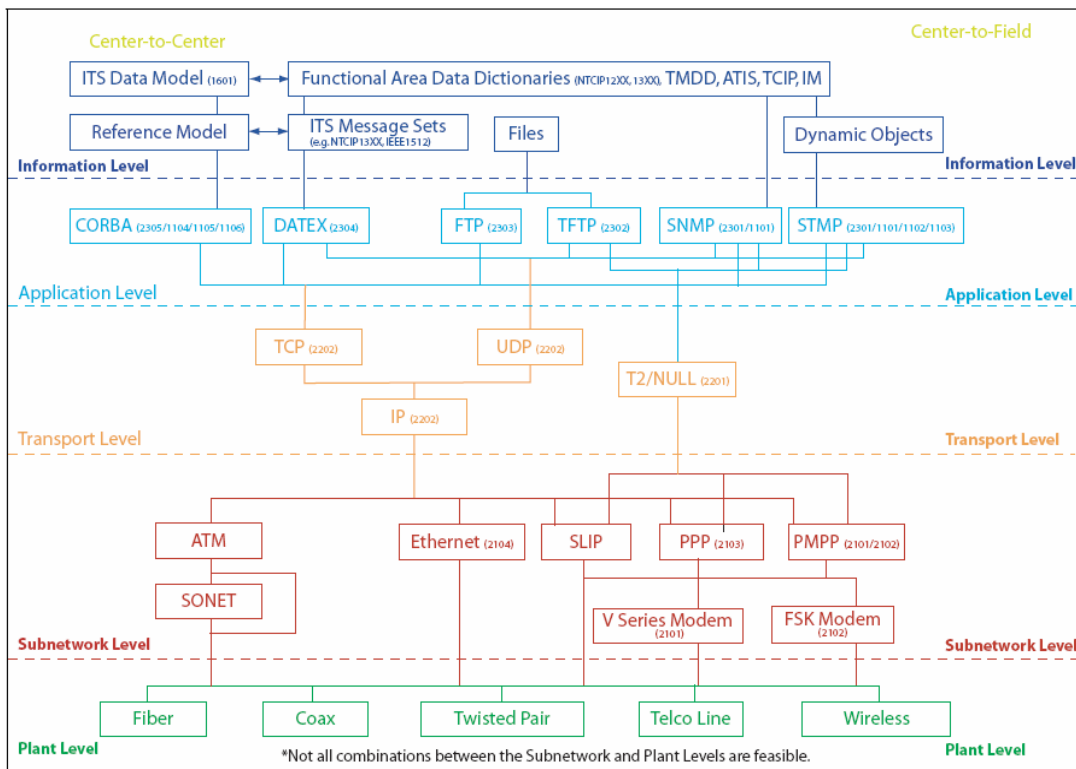 Center-to-Center
Center-to-Field
ITS Data Model (1601)
Functional Area Data Dictionaries (NTCIP12XX, 13XX), TMDD, ATIS, TCIP, IM
Reference Model
ITS Message Sets
(e.g. NTCIP13XX, IEEE1512)
Files
Dynamic Objects
Information Level
Information Level
CORBA (2305/1104/1105/1106)
DATEX (2304)
FTP (2303)
TFTP (2302)
SNMP (2301/1101)
STMP (2301/1101/1102/1103)
Application Level
Application Level
TCP (2202)
UDP (2202)
T2/NULL (2201)
IP (2202)
Transport Level
Transport Level
ATM
Ethernet (2104)
SLIP
PPP (2103)
PMPP (2101/2102)
SONET
V Series Modem
(2101)
FSK Modem
(2102)
Subnetwork Level
Subnetwork Level
Fiber
Coax
Twisted Pair
Telco Line
Wireless
Plant Level
*Not all combinations between the Subnetwork and Plant Levels are feasible.
Plant Level